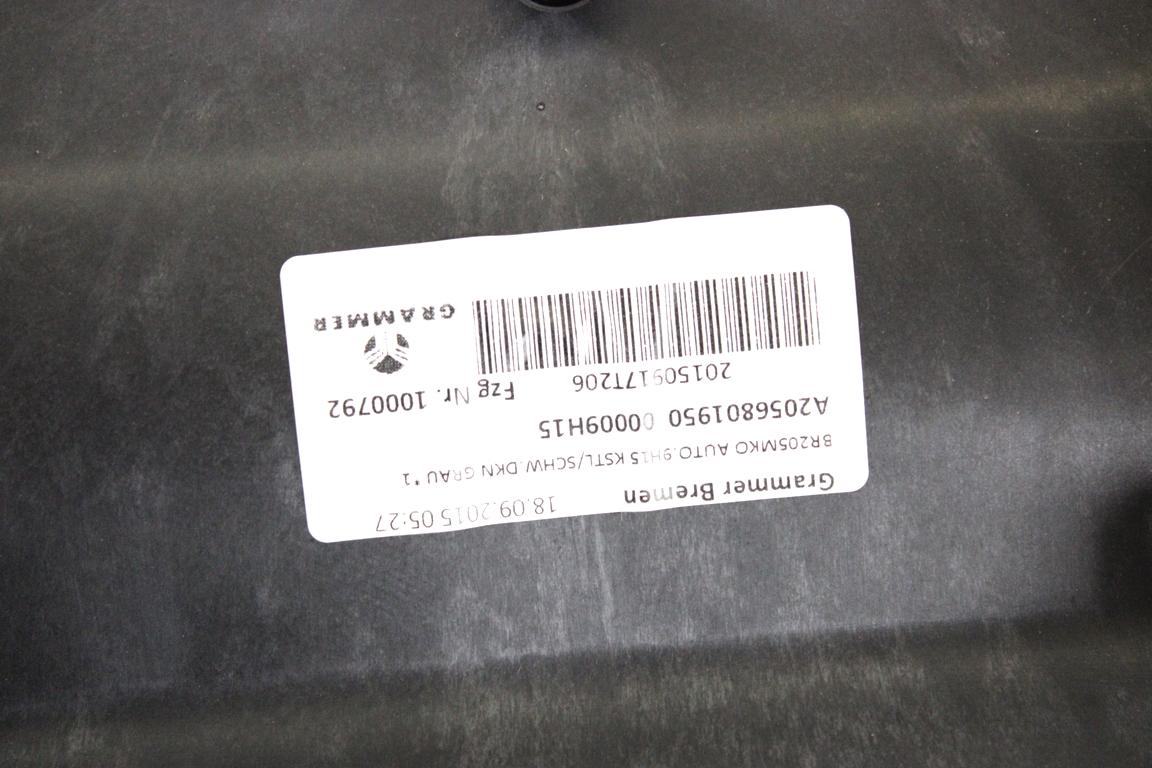 Grammer Bremen 18.09.2015 05:27
BR205MKO AUTO.9H15 KSTL/SCHW.DKN GRAU*1
A2056801950 00009H15
20150917T206 Fzg Nr. 1000792
GRAMMER